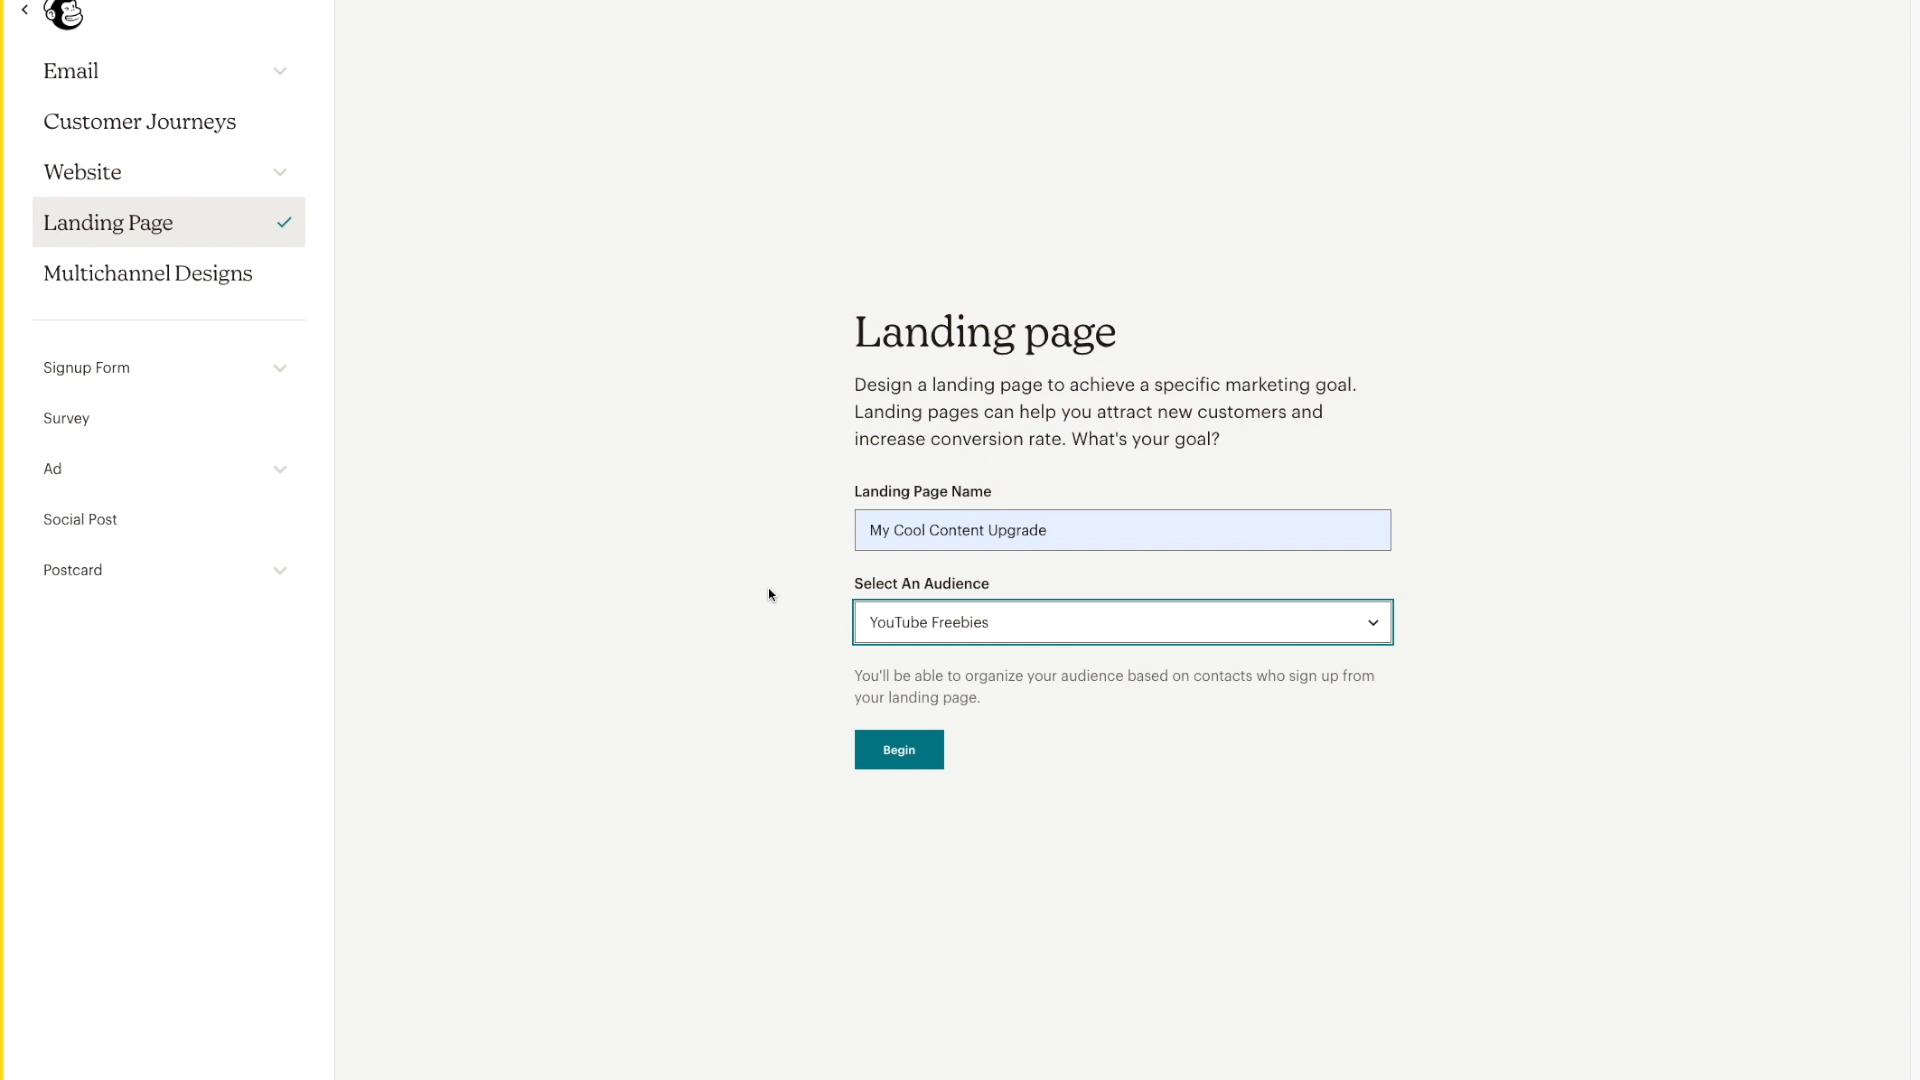 Email
Customer Journeys
Website
Landing Page
Multichannel Designs
Signup Form
Survey
Ad
Social Post
Postcard
Landing page
Design a landing page to achieve a specific marketing goal.
Landing pages can help you attract new customers and
increase conversion rate. What's your goal?
Landing Page Name
My Cool Content Upgrade
Select An Audience
YouTube Freebies
You'll be able to organize your audience based on contacts who sign up from
your landing page.
Begin